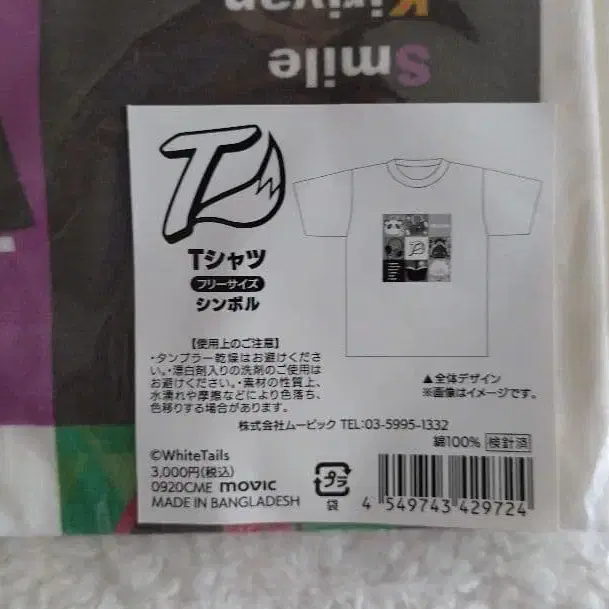 Kiriyan
Smile
Tシャツ
フリーサイズ
シンボル
【使用上のご注意】
・タンブラー乾燥はお避けくださ
い。・漂白剤入りの洗剤のご使用は
お避けください。・素材の性質上、
水濡れや摩擦などにより色落ち、
色移りする場合があります。
▲全体デザイン
※画像はイメージです。
株式会社ムービック TEL:03-5995-1332
綿100% 検針済
©WhiteTails
3,000円(税込)
0920CME movic
MADE IN BANGLADESH
プラ
袋
4 549743 429724